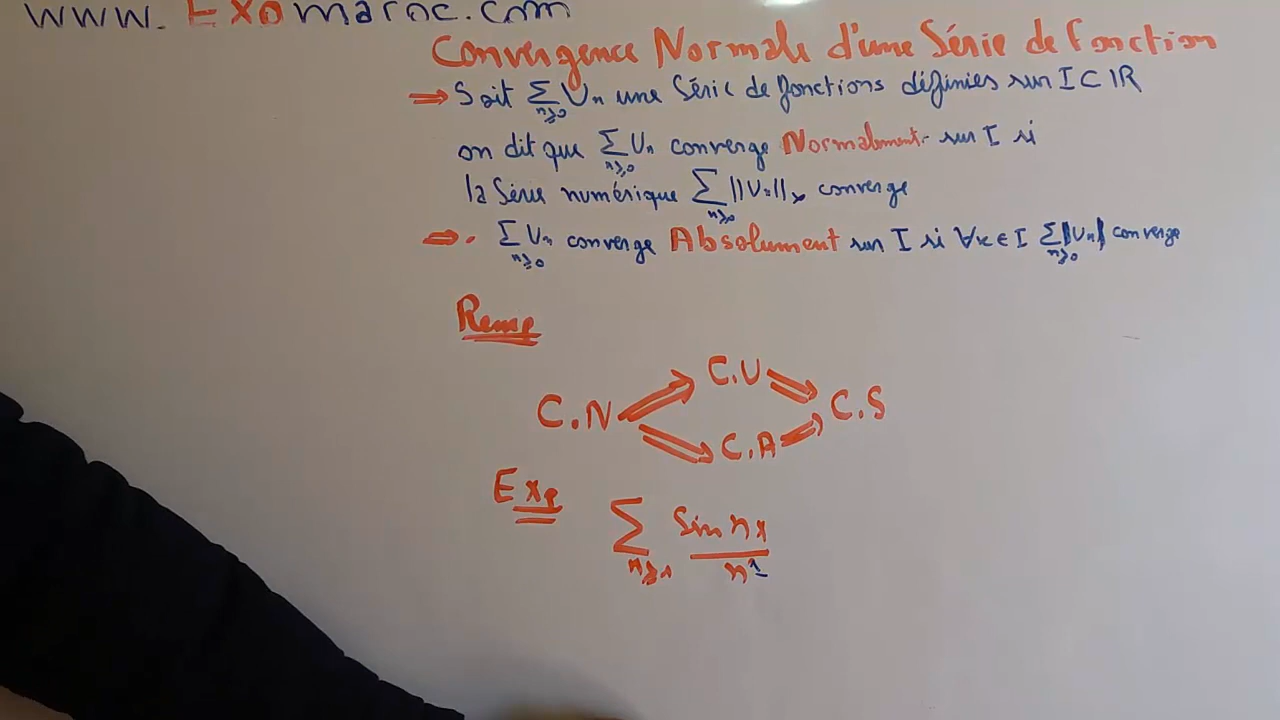 www.Exomaroc.com
Convergence Normale d'une Série de fonction
⇒ Soit ∑_{n≥0} Un une Série de fonctions définies sur I⊂ℝ
on dit que ∑_{n≥0} Un converge Normalement sur I si
la Série numérique ∑_{n≥0} ||Un||∞ converge
⇒ • ∑_{n≥0} Un converge Absolument sur I si ∀x∈I ∑_{n≥0} |Un| converge
Remq
C.N ⇒ C.U ⇒ C.S
C.N ⇒ C.A ⇒ C.S
Exp ∑_{n≥1} sin nx / n²